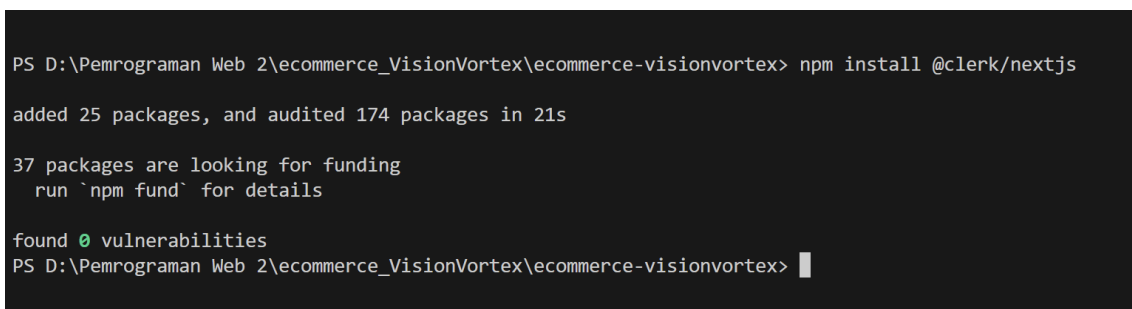 PS D:\Pemrograman Web 2\ecommerce_VisionVortex\ecommerce-visionvortex> npm install @clerk/nextjs
added 25 packages, and audited 174 packages in 21s
37 packages are looking for funding
  run `npm fund` for details
found 0 vulnerabilities
PS D:\Pemrograman Web 2\ecommerce_VisionVortex\ecommerce-visionvortex>